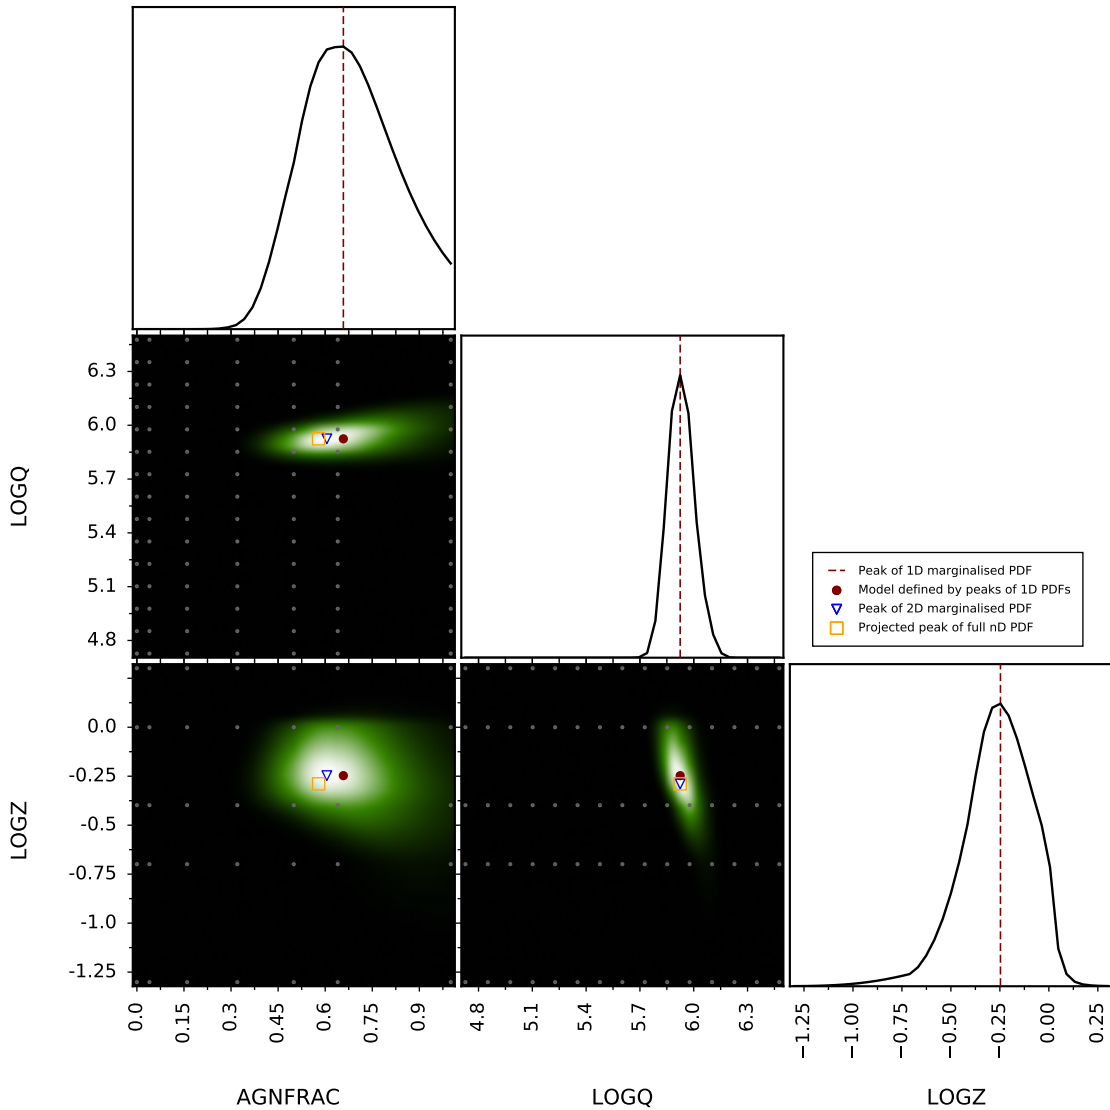 6.3
6.0
5.7
5.4
5.1
4.8
LOGQ
Peak of 1D marginalised PDF
Model defined by peaks of 1D PDFs
Peak of 2D marginalised PDF
Projected peak of full nD PDF
0.0
-0.25
-0.5
-0.75
-1.0
-1.25
LOGZ
0.0 0.15 0.3 0.45 0.6 0.75 0.9
4.8 5.1 5.4 5.7 6.0 6.3
−1.25 −1.00 −0.75 −0.50 −0.25 0.00 0.25
AGNFRAC LOGQ LOGZ